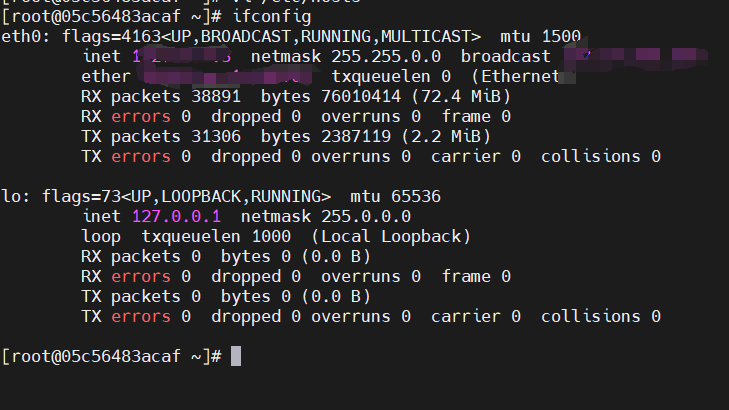 [root@05c56483acaf ~]# ifconfig
eth0: flags=4163<UP,BROADCAST,RUNNING,MULTICAST>  mtu 1500
inet netmask 255.255.0.0  broadcast
ether txqueuelen 0  (Ethernet
RX packets 38891  bytes 76010414 (72.4 MiB)
RX errors 0  dropped 0  overruns 0  frame 0
TX packets 31306  bytes 2387119 (2.2 MiB)
TX errors 0  dropped 0 overruns 0  carrier 0  collisions 0
lo: flags=73<UP,LOOPBACK,RUNNING>  mtu 65536
inet 127.0.0.1  netmask 255.0.0.0
loop  txqueuelen 1000  (Local Loopback)
RX packets 0  bytes 0 (0.0 B)
RX errors 0  dropped 0  overruns 0  frame 0
TX packets 0  bytes 0 (0.0 B)
TX errors 0  dropped 0 overruns 0  carrier 0  collisions 0
[root@05c56483acaf ~]#